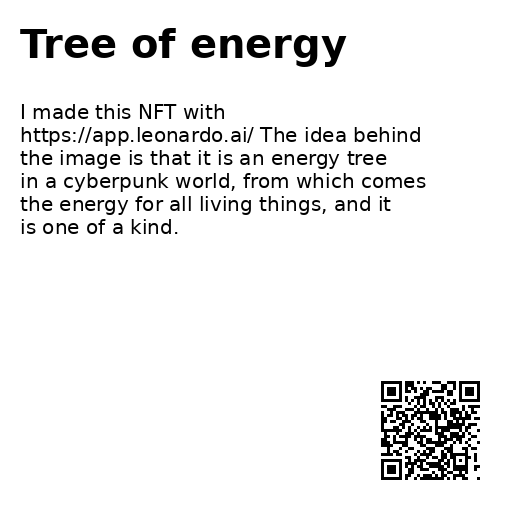 Tree of energy
I made this NFT with
https://app.leonardo.ai/ The idea behind
the image is that it is an energy tree
in a cyberpunk world, from which comes
the energy for all living things, and it
is one of a kind.